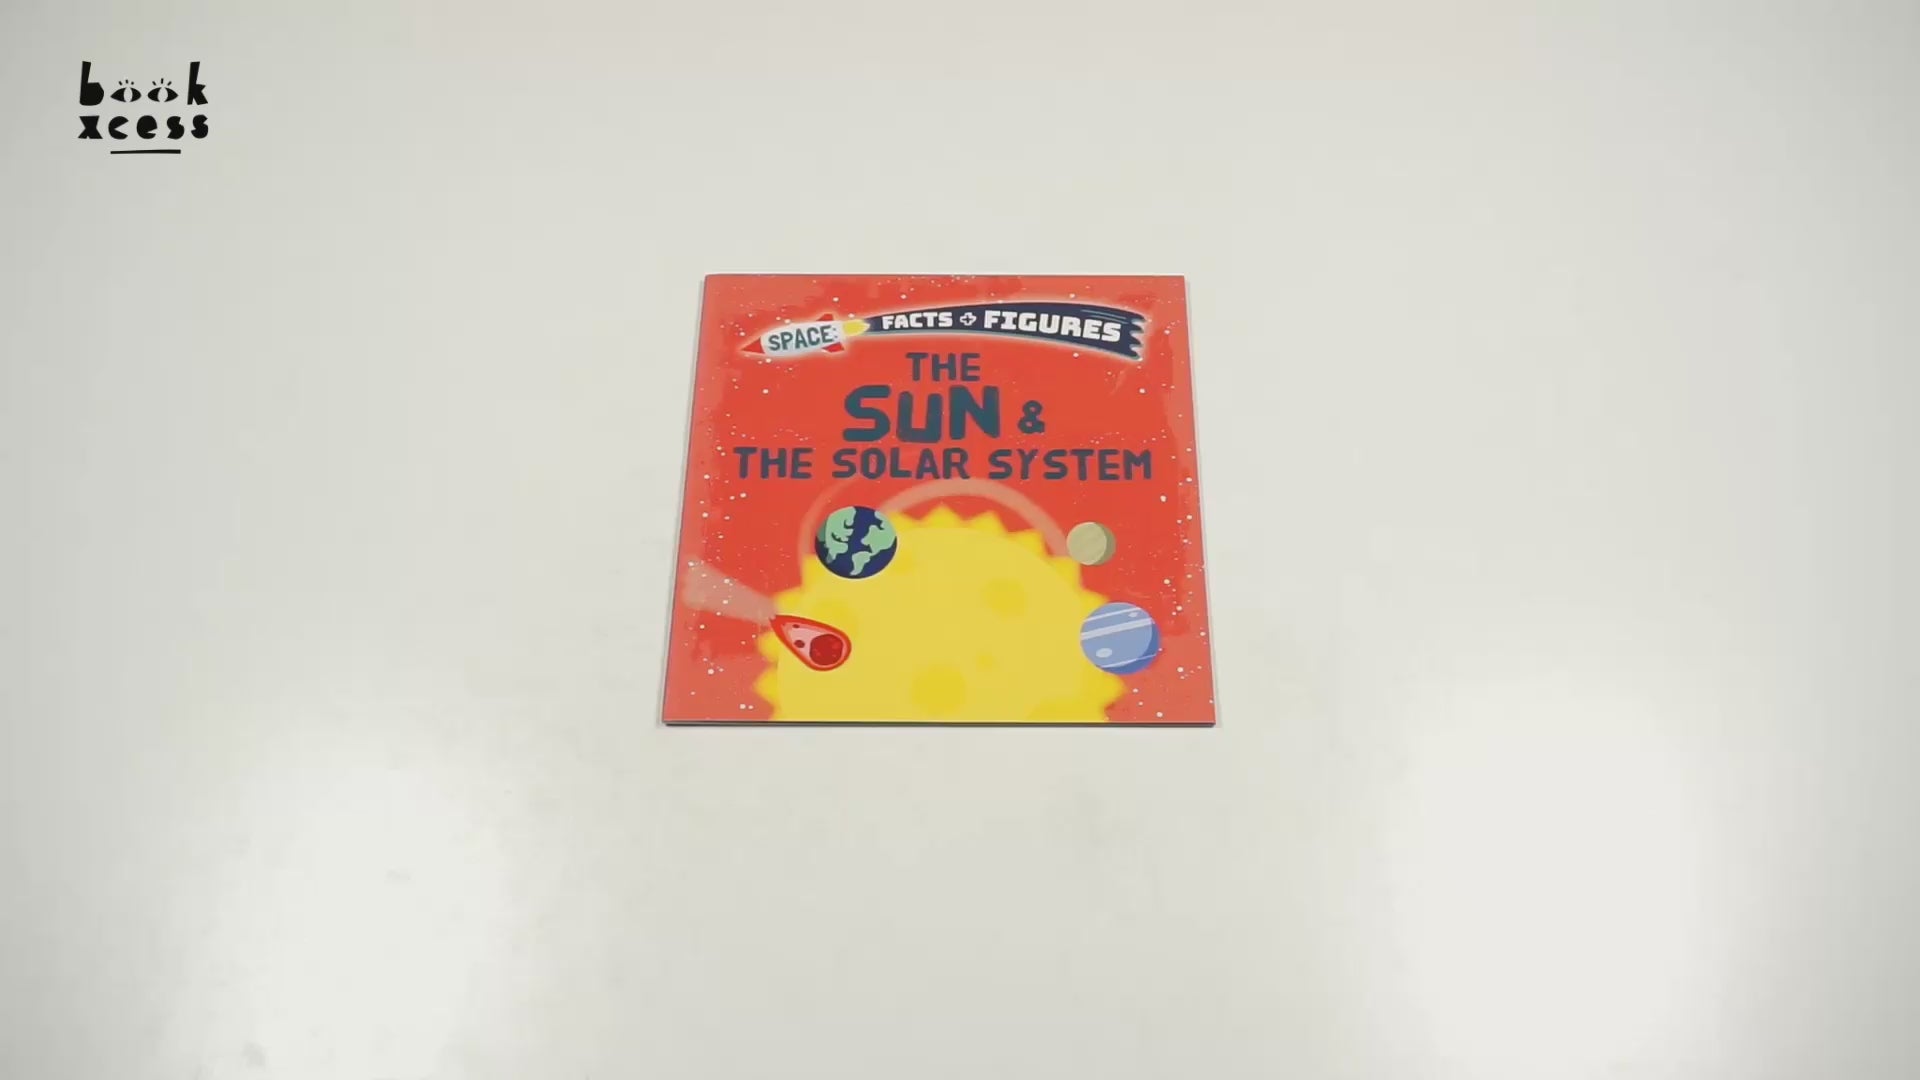 book
xcess
SPACE: FACTS + FIGURES
THE
SUN &
THE SOLAR SYSTEM